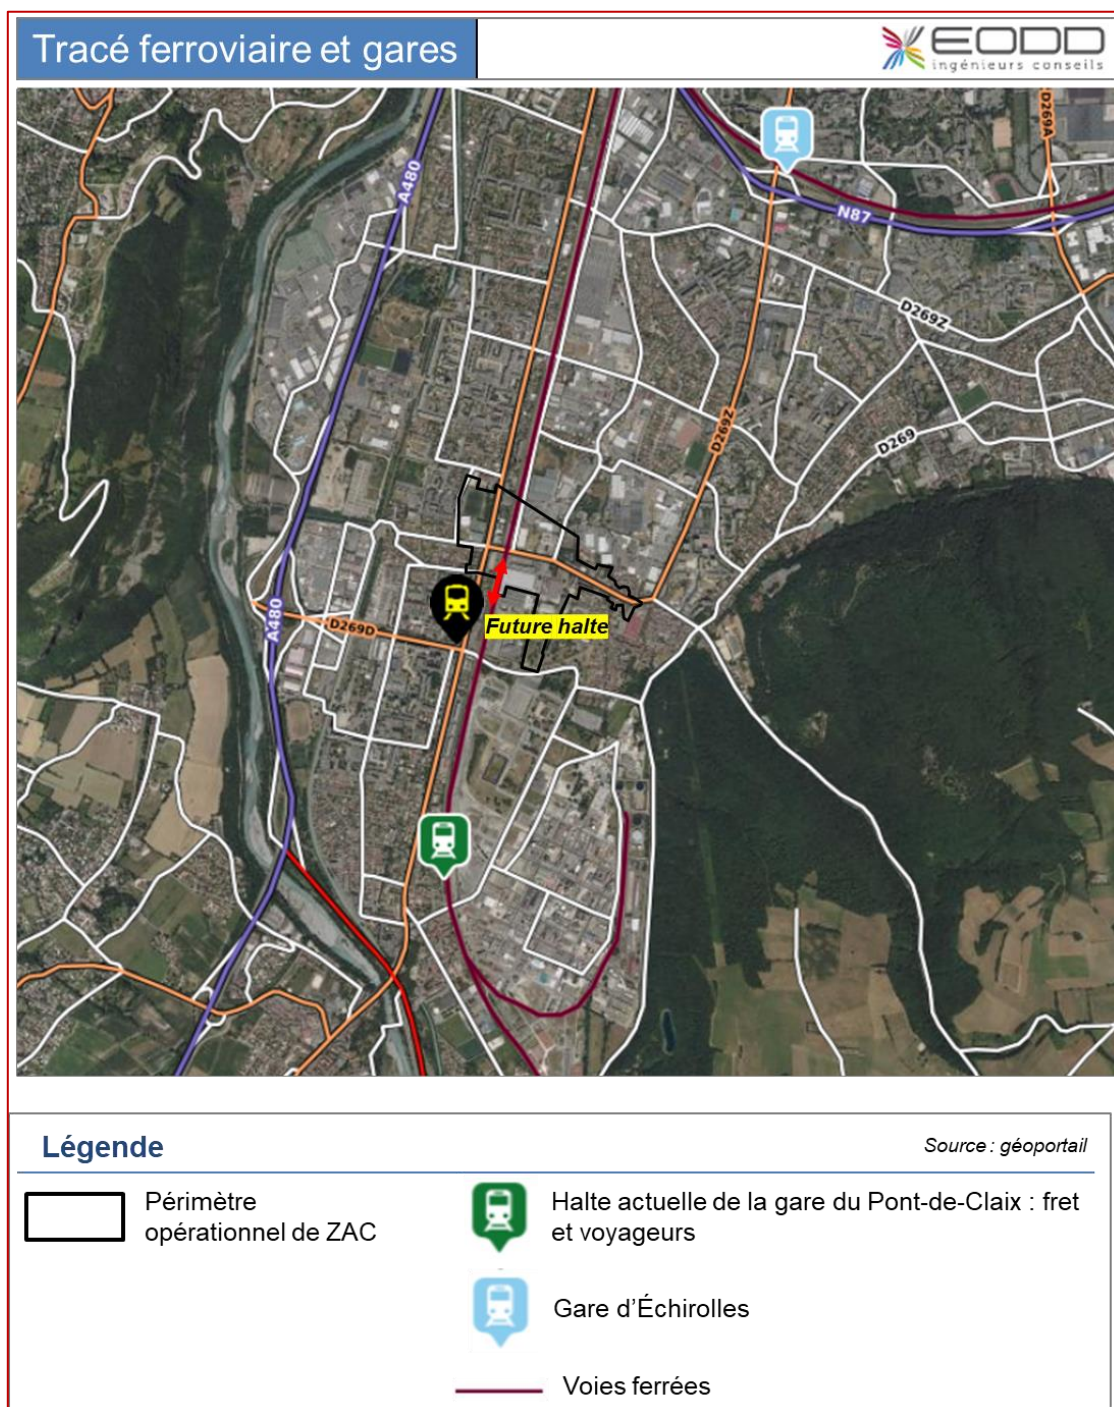 Tracé ferroviaire et gares
EODD
ingénieurs conseils
A480
D269A
N87
D269Z
D269Z
D269
A480
D269D
Future halte
Légende
Source : géoportail
Périmètre
opérationnel de ZAC
Halte actuelle de la gare du Pont-de-Claix : fret
et voyageurs
Gare d’Échirolles
Voies ferrées